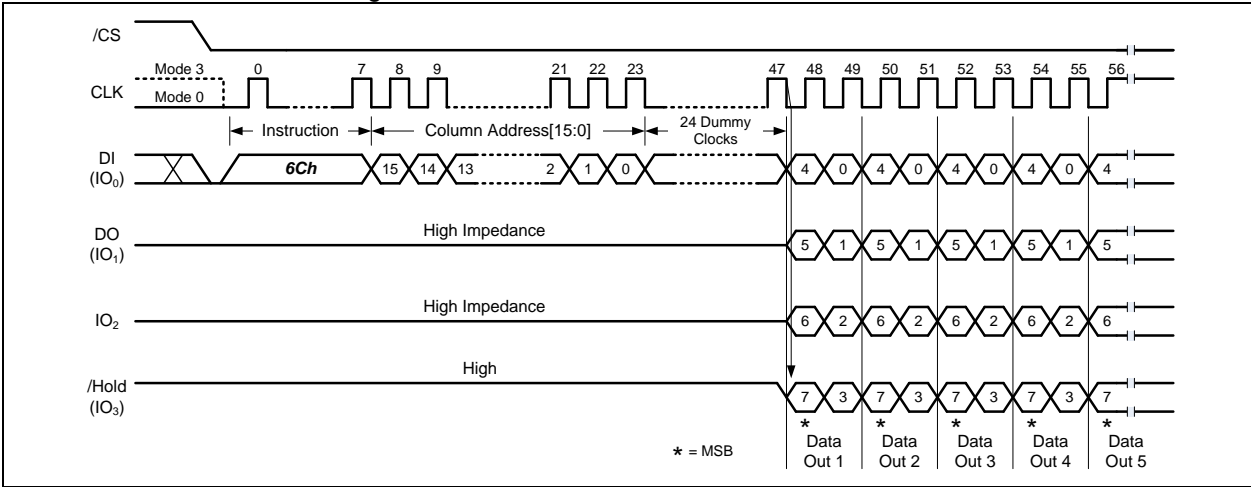 /CS
Mode 3 0 7 8 9 21 22 23 47 48 49 50 51 52 53 54 55 56
CLK
Mode 0
Instruction Column Address[15:0] 24 Dummy
Clocks
DI
(IO0) 6Ch 15 14 13 2 1 0 4 0 4 0 4 0 4 0 4
DO
(IO1) High Impedance 5 1 5 1 5 1 5 1 5
IO2 High Impedance 6 2 6 2 6 2 6 2 6
/Hold
(IO3) High 7 3 7 3 7 3 7 3 7
* * * * *
* = MSB
Data Data Data Data Data
Out 1 Out 2 Out 3 Out 4 Out 5